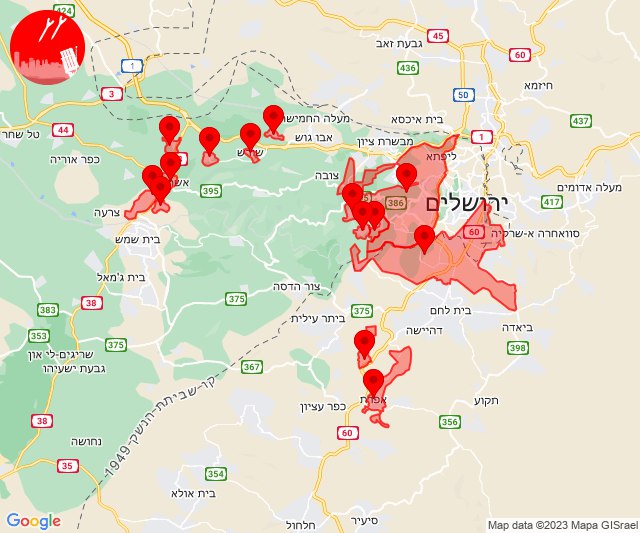 424
45
גבעת זאב
60
1
436
חיזמא
3
50
מעלה החמישה
בית איכסא
437
44
1
טל שחר
אבו גוש
מבשרת ציון
ליפתא
כפר אוריה
שורש
צובה
395
386
ירושלים
417
מעלה אדומים
צרעה
60
סוואחרה א-שרקיה
בית שמש
בית ג'מאל
צור הדסה
383
38
375
375
בית לחם
ביתר עילית
353
דהיישה
ביאדה
375
שריגים-לי און
398
גבעת ישעיהו
367
אפרת
כפר עציון
תקוע
38
356
60
נחושה
קו-שביתת-הנשק-1949
35
354
בית אולא
סיעיר
חלחול
Google
Map data ©2023 Mapa GISrael